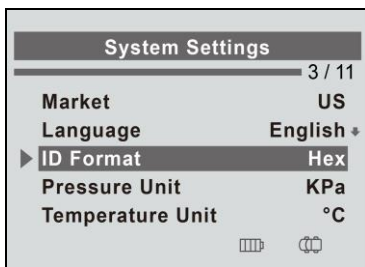 System Settings
3 / 11
Market US
Language English
ID Format Hex
Pressure Unit KPa
Temperature Unit °C